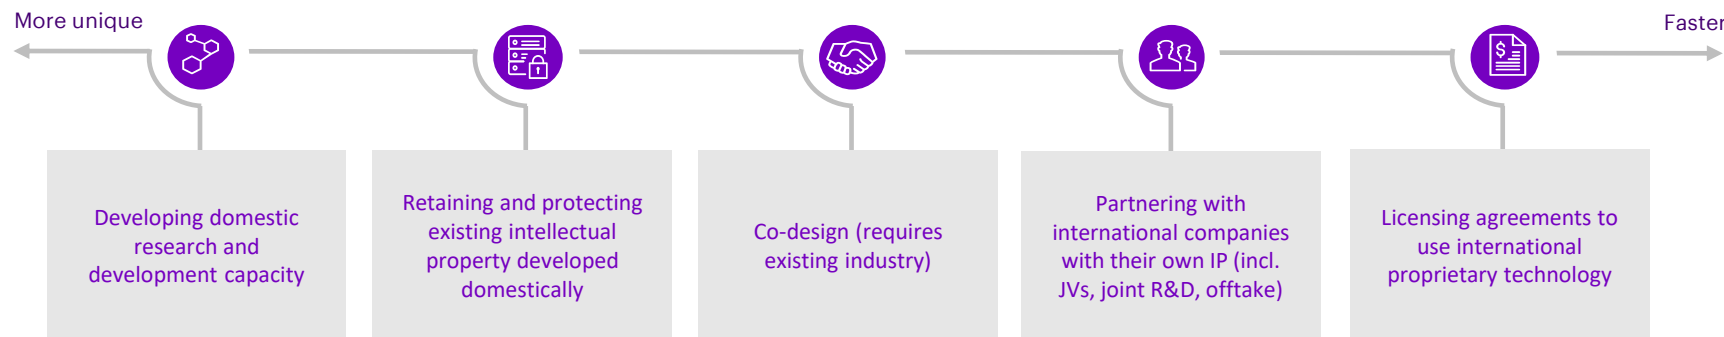 More unique
Faster
Developing domestic
research and
development capacity
Retaining and protecting
existing intellectual
property developed
domestically
Co-design (requires
existing industry)
Partnering with
international companies
with their own IP (incl.
JVs, joint R&D, offtake)
$
Licensing agreements to
use international
proprietary technology